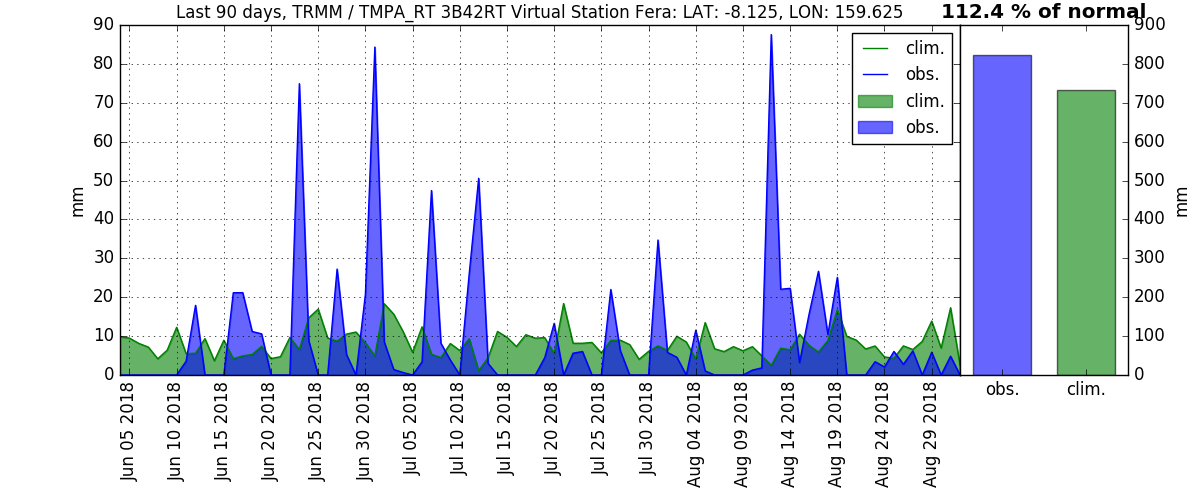 Last 90 days, TRMM / TMPA_RT 3B42RT Virtual Station Fera: LAT: -8.125, LON: 159.625
112.4 % of normal
90
80
70
60
50
40
30
20
10
0
mm
clim.
obs.
clim.
obs.
900
800
700
600
500
400
300
200
100
0
mm
Jun 05 2018
Jun 10 2018
Jun 15 2018
Jun 20 2018
Jun 25 2018
Jun 30 2018
Jul 05 2018
Jul 10 2018
Jul 15 2018
Jul 20 2018
Jul 25 2018
Jul 30 2018
Aug 04 2018
Aug 09 2018
Aug 14 2018
Aug 19 2018
Aug 24 2018
Aug 29 2018
obs.
clim.